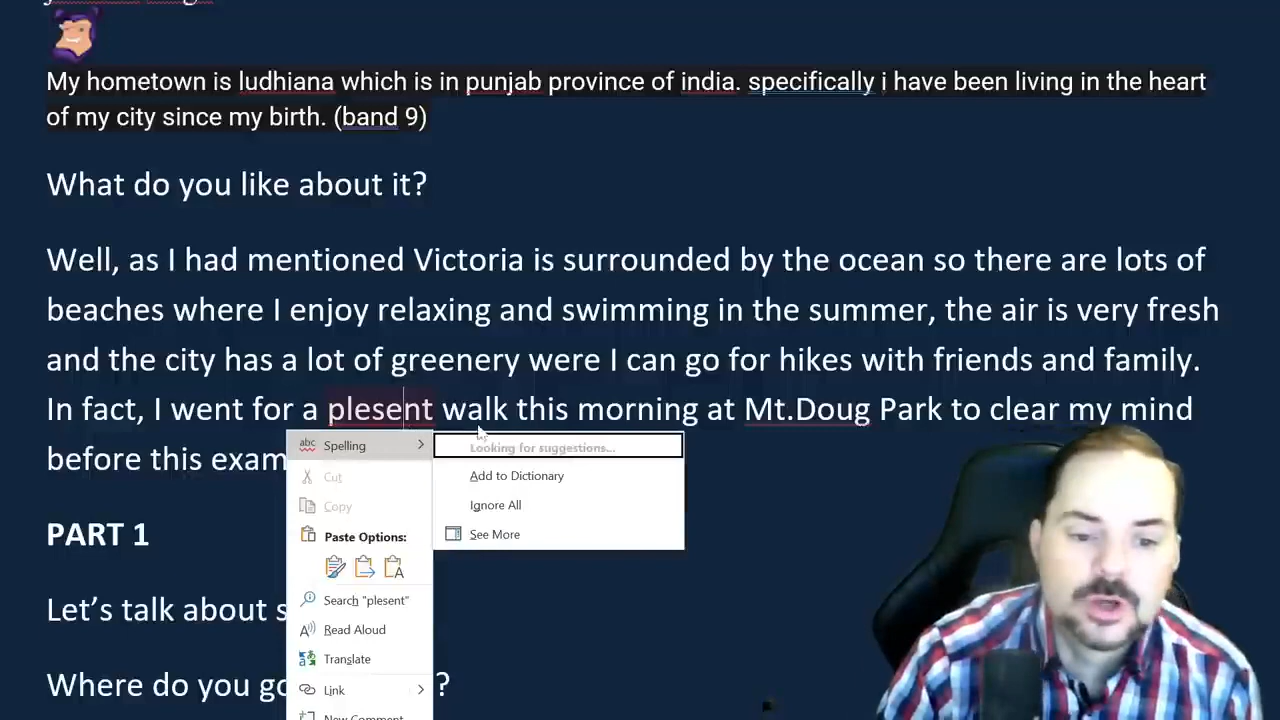 My hometown is ludhiana which is in punjab province of india. specifically i have been living in the heart
of my city since my birth. (band 9)
What do you like about it?
Well, as I had mentioned Victoria is surrounded by the ocean so there are lots of
beaches where I enjoy relaxing and swimming in the summer, the air is very fresh
and the city has a lot of greenery were I can go for hikes with friends and family.
In fact, I went for a plesent walk this morning at Mt.Doug Park to clear my mind
before this exam
abc Spelling
Looking for suggestions...
Add to Dictionary
Ignore All
See More
Cut
Copy
Paste Options:
Search "plesent"
Read Aloud
Translate
Link
New Comment
PART 1
Let's talk about s
Where do you go ?